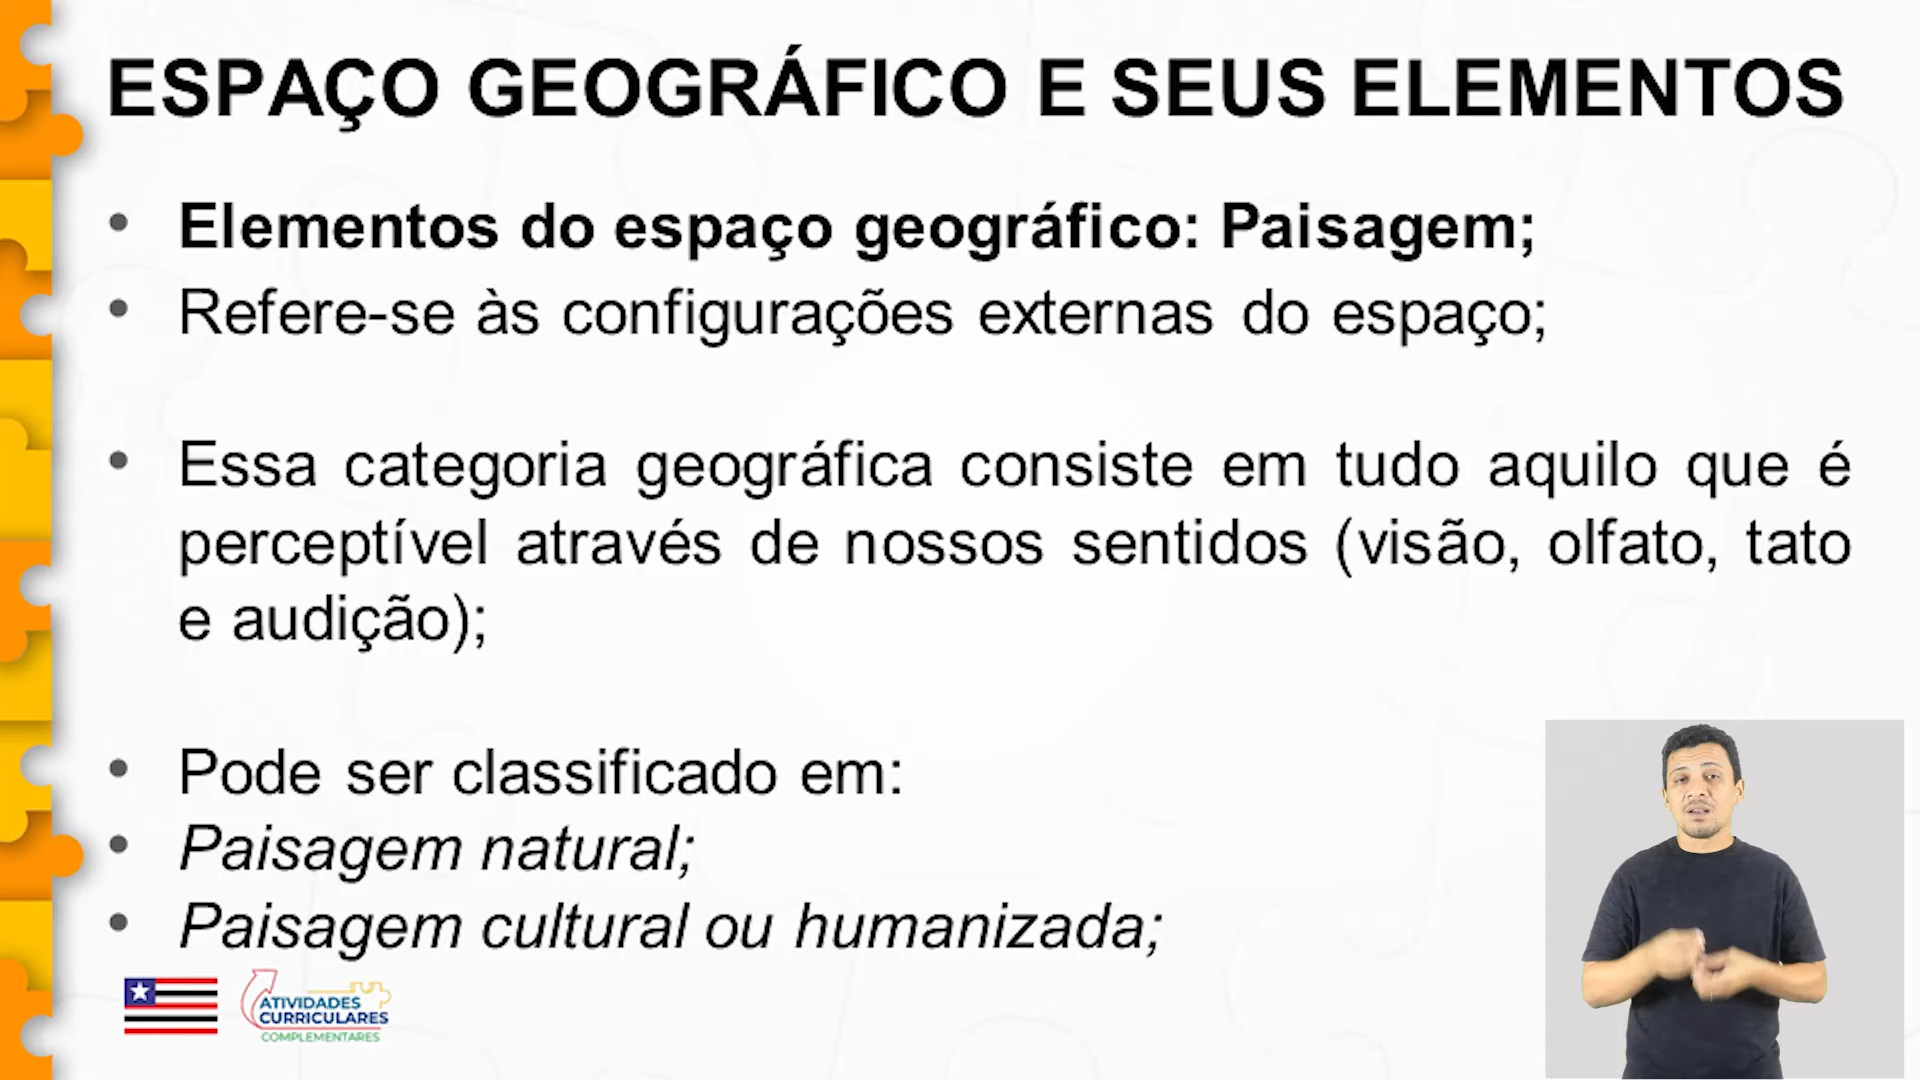 ESPAÇO GEOGRÁFICO E SEUS ELEMENTOS
• Elementos do espaço geográfico: Paisagem;
• Refere-se às configurações externas do espaço;
• Essa categoria geográfica consiste em tudo aquilo que é
perceptível através de nossos sentidos (visão, olfato, tato
e audição);
• Pode ser classificado em:
• Paisagem natural;
• Paisagem cultural ou humanizada;
ATIVIDADES
CURRICULARES
COMPLEMENTARES